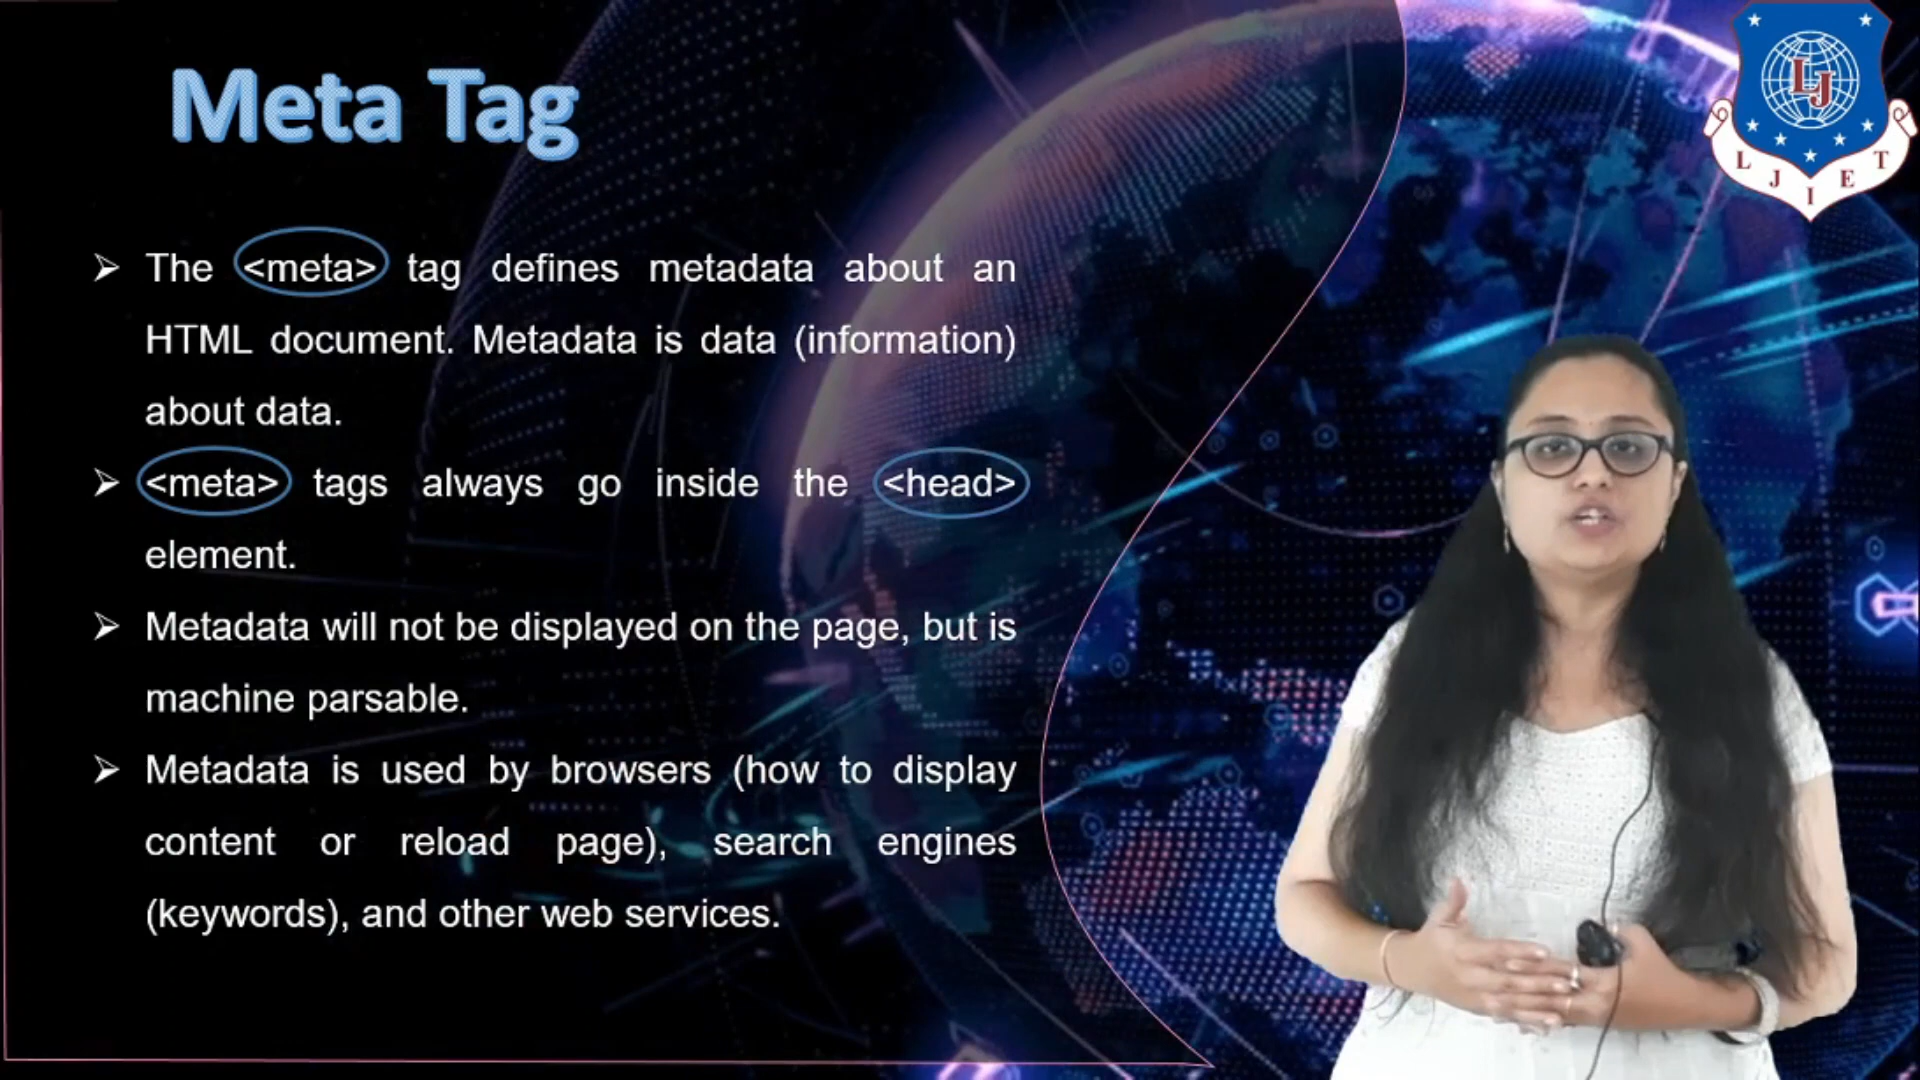 Meta Tag
➢ The <meta> tag defines metadata about an
HTML document. Metadata is data (information)
about data.
➢ <meta> tags always go inside the <head>
element.
➢ Metadata will not be displayed on the page, but is
machine parsable.
➢ Metadata is used by browsers (how to display
content or reload page), search engines
(keywords), and other web services.
LJ
L J I E T